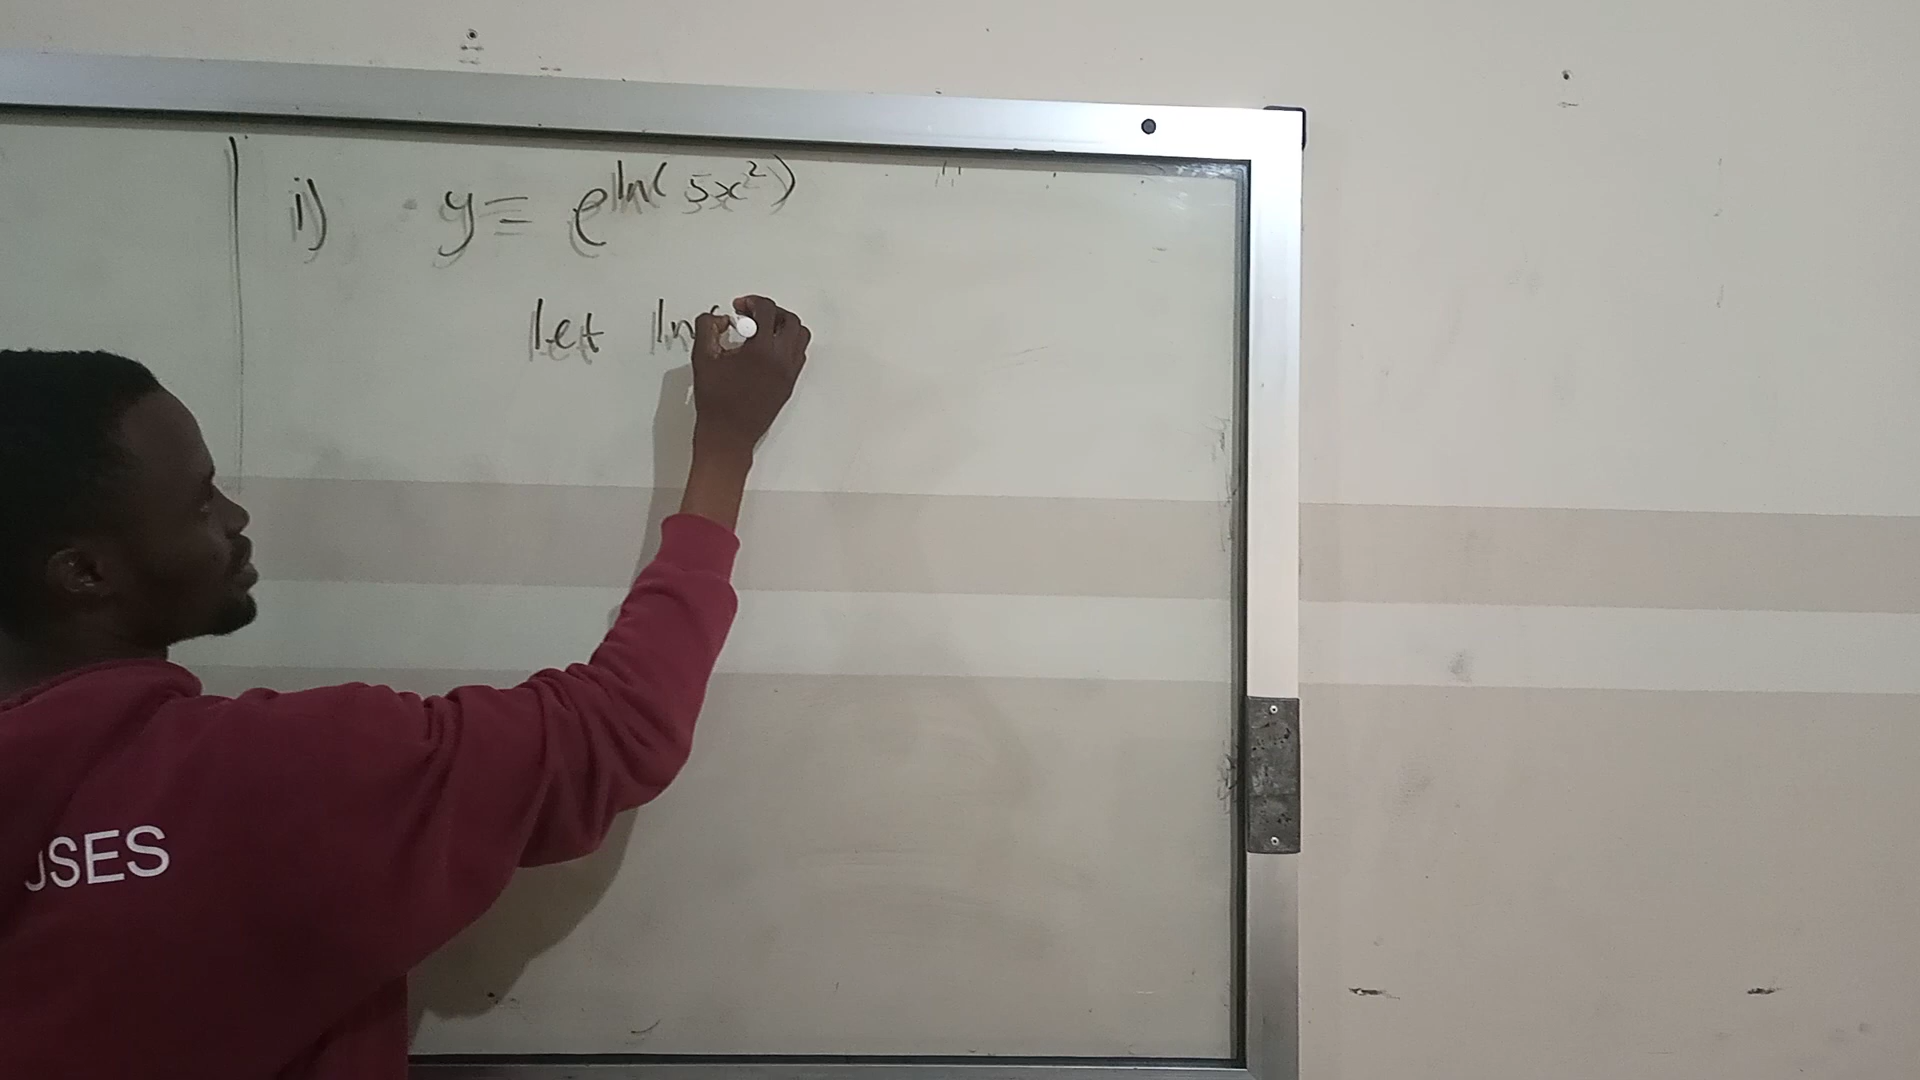 i) y = e^ln(5x²)
let ln(
JSES